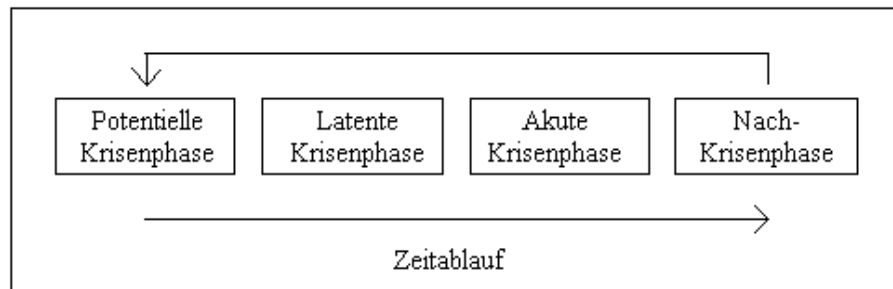 Potentielle
Krisenphase
Latente
Krisenphase
Akute
Krisenphase
Nach-
Krisenphase
Zeitablauf